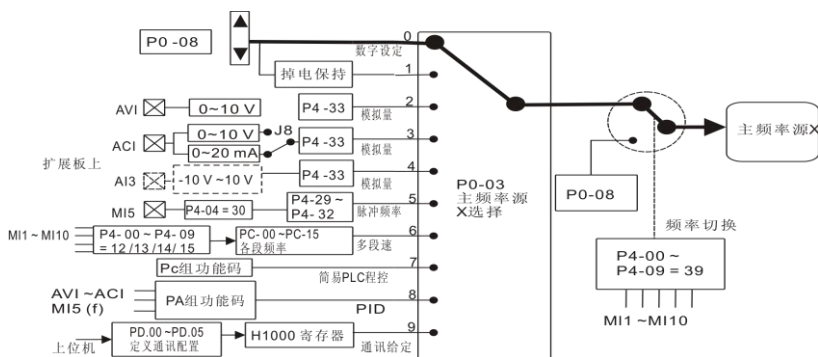 P0-08
0
数字设定
掉电保持
1
AVI
0~10 V
P4-33
2
模拟量
ACI
0~10 V
0~20 mA
J8
P4-33
3
模拟量
扩展板上
AI3
-10 V ~10 V
P4-33
4
模拟量
MI5
P4-04 = 30
P4-29 ~
P4- 32
5
脉冲频率
MI1 ~ MI10
P4- 00 ~ P4- 09
= 12 /13 /14/ 15
PC- 00 ~PC-15
各段频率
6
多段速
Pc组功能码
7
简易PLC程控
AVI ~ACI
MI5 (f)
PA组功能码
8
PID
上位机
PD.00 ~PD.05
定义通讯配置
H1000 寄存器
9
通讯给定
P0-03
主频率源
X选择
P0-08
主频率源X
频率切换
P4-00 ~
P4-09 = 39
MI1 ~MI10